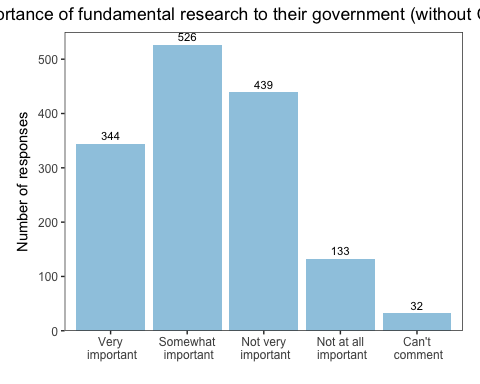 of fundamental research to their government (without
526
500
439
400
344
300
Number of responses
200
133
100
32
0
Very important
Somewhat important
Not very important
Not at all important
Can't comment